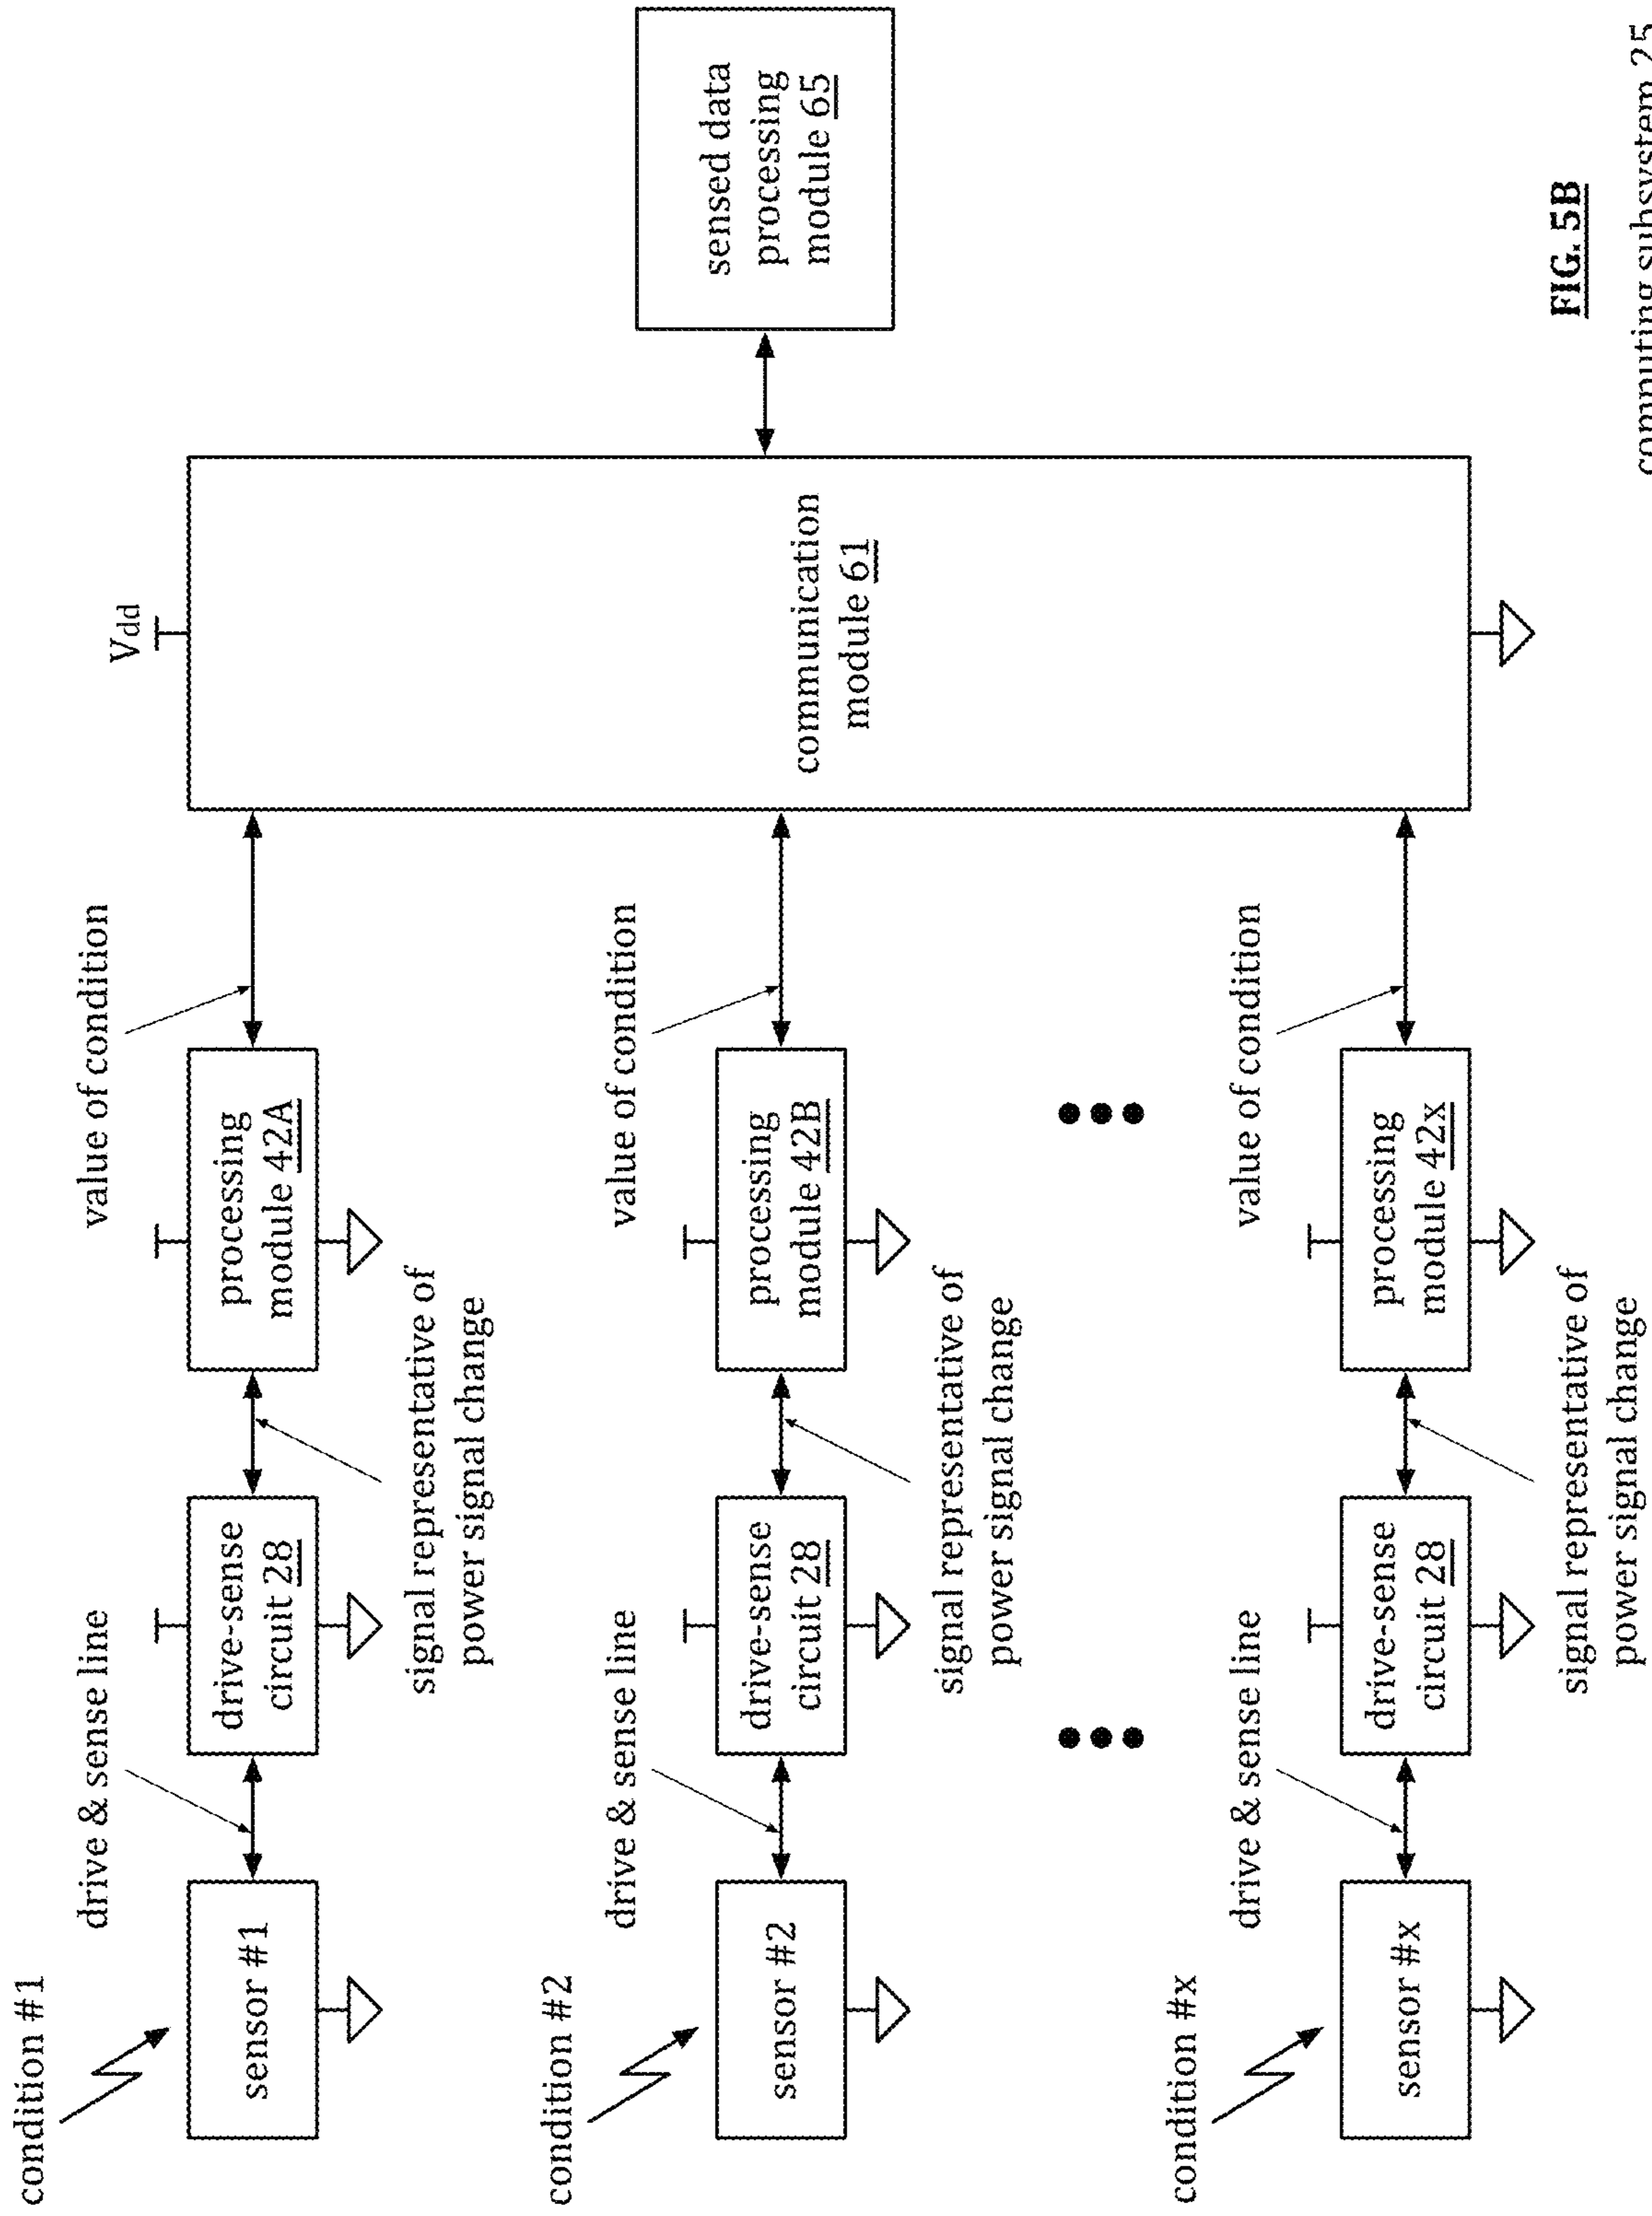 condition #1
drive & sense line
value of condition
Vdd
sensor #1
drive-sense
circuit 28
processing
module 42A
signal representative of
power signal change
condition #2
drive & sense line
value of condition
sensor #2
drive-sense
circuit 28
processing
module 42B
signal representative of
power signal change
communication
module 61
sensed data
processing
module 65
condition #x
drive & sense line
value of condition
sensor #x
drive-sense
circuit 28
processing
module 42x
signal representative of
power signal change
FIG. 5B
computing subsystem 25